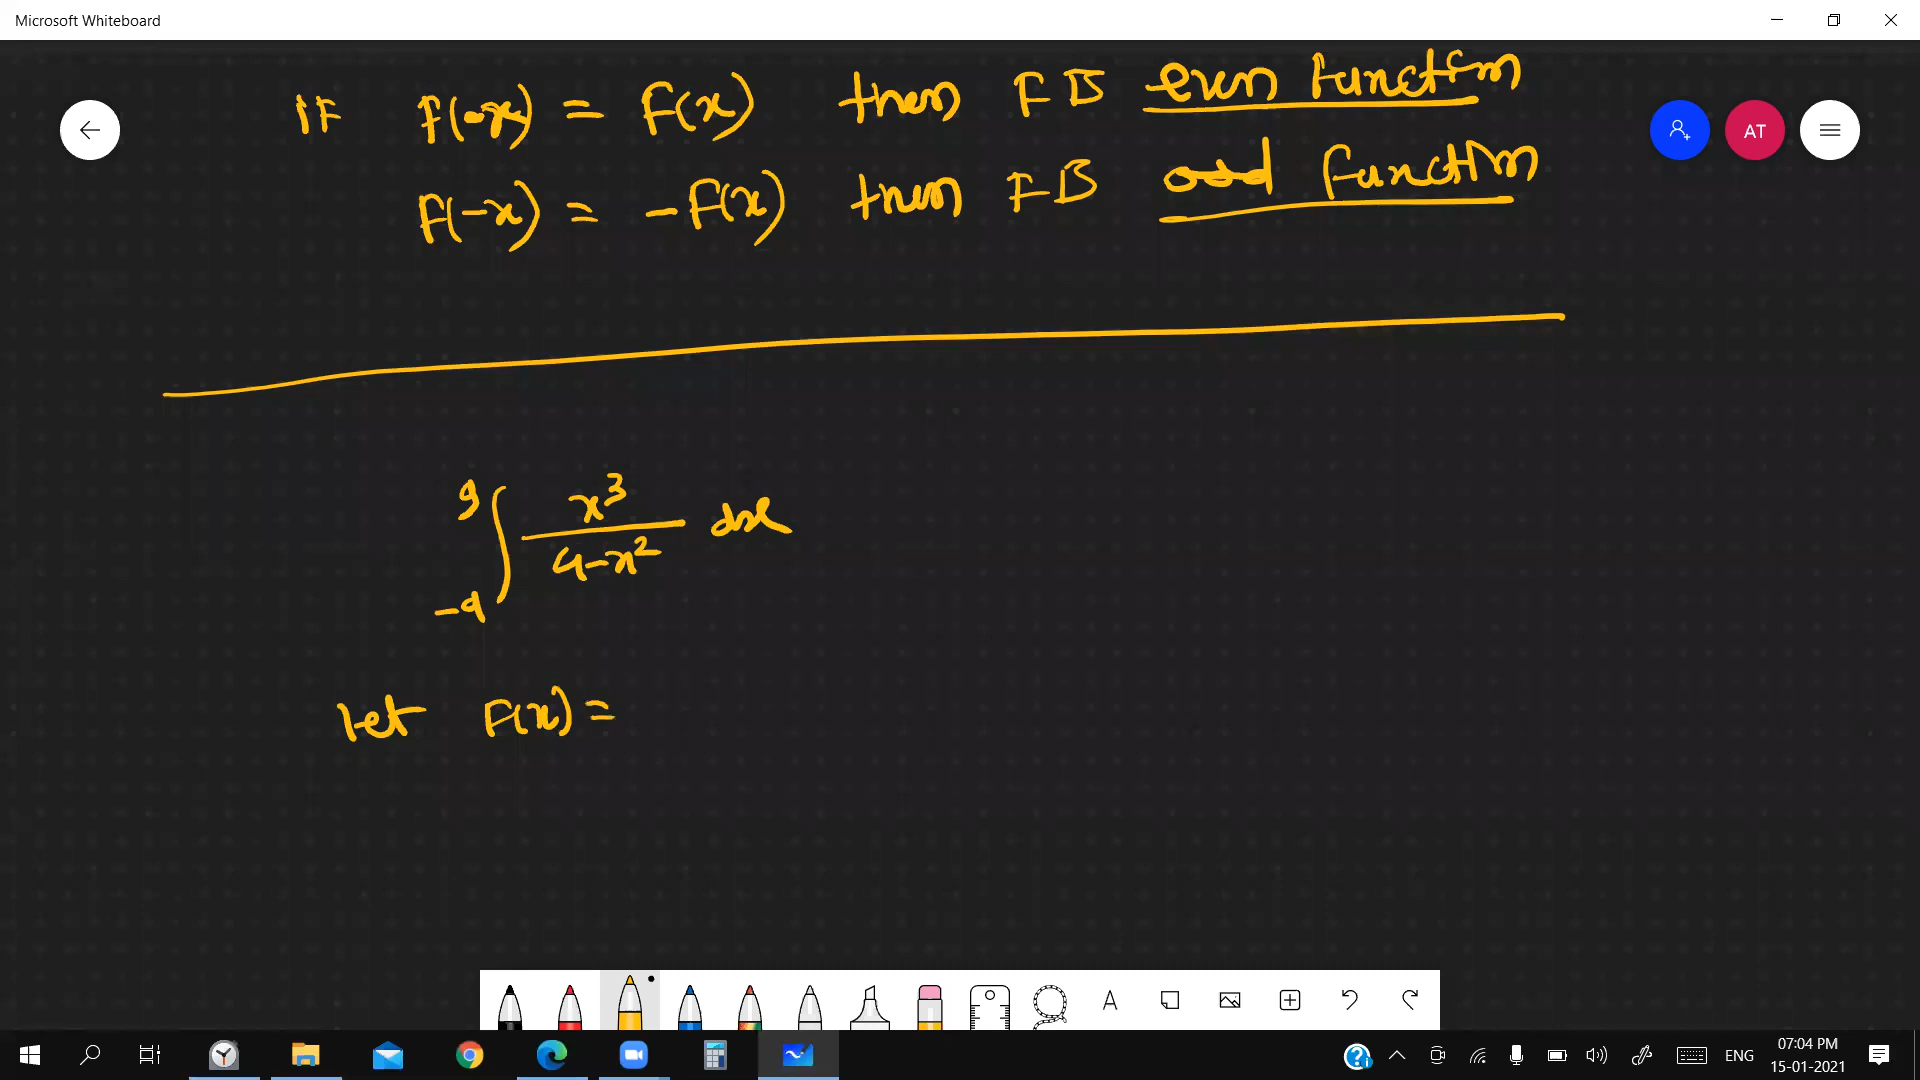 Microsoft Whiteboard
If F(-x) = F(x) then F is even function
F(-x) = -F(x) then F is odd function
AT
9 ∫ x³ / 4-x² dx
-9
let F(x) =
A
ENG
07:04 PM
15-01-2021